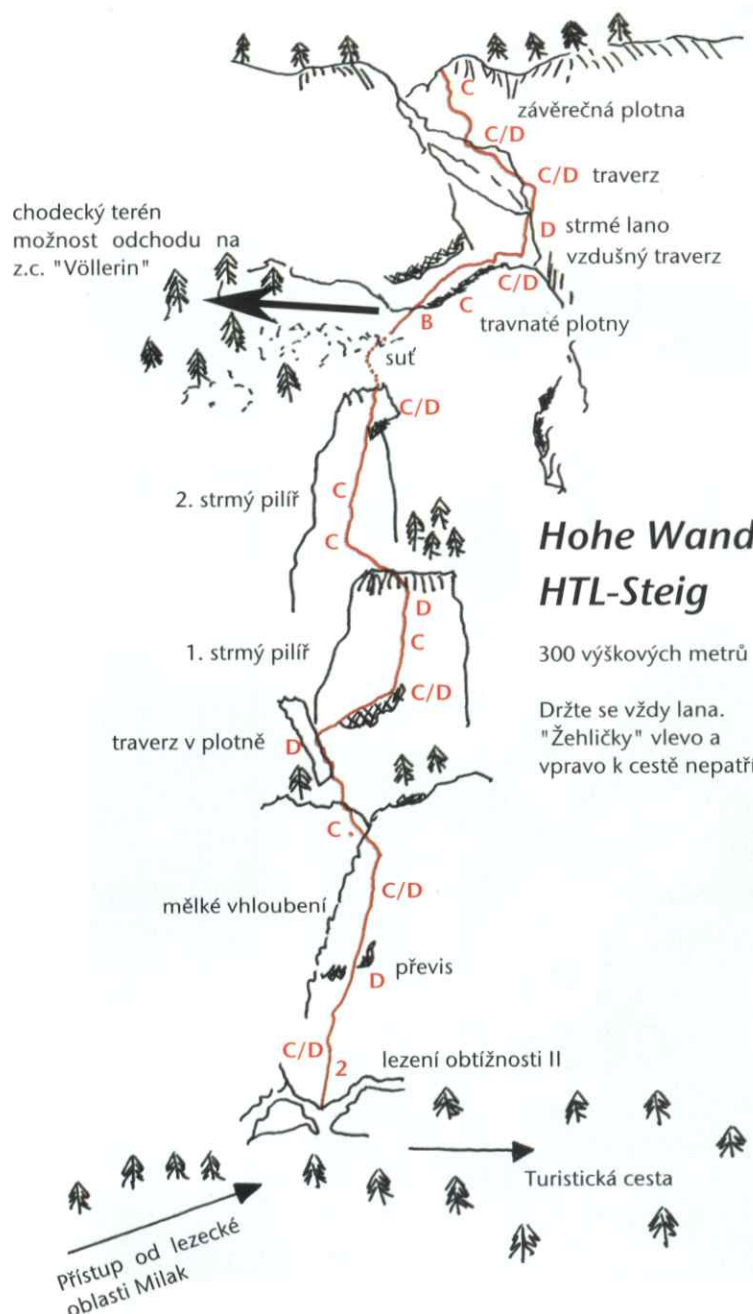 C
závěrečná plotna
C/D
C/D traverz
D strmé lano
vzdušný traverz
chodecký terén
možnost odchodu na
z.c. "Völlerin"
C/D
C
B
travnaté plotny
suť
C/D
C
2. strmý pilíř
C
Hohe Wand
HTL-Steig
D
C
1. strmý pilíř
300 výškových metrů
C/D
Držte se vždy lana.
"Žehličky" vlevo a
vpravo k cestě nepatří
D
traverz v plotně
C
C/D
mělké vhloubení
D převis
C/D
2
lezení obtížnosti II
Turistická cesta
Přístup od lezecké
oblasti Milak